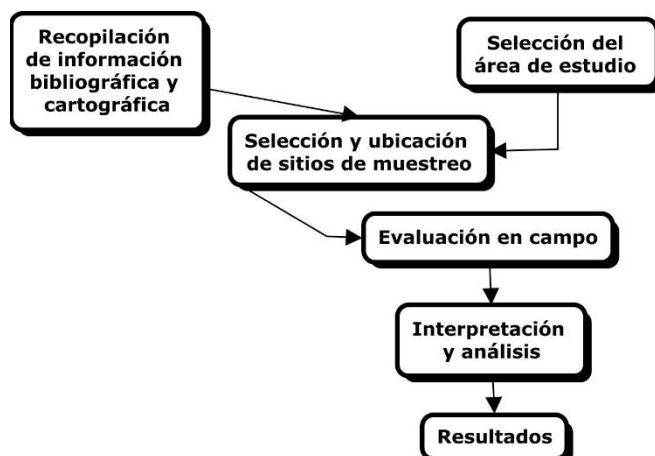 Recopilación
de información
bibliográfica y
cartográfica
Selección del
área de estudio
Selección y ubicación
de sitios de muestreo
Evaluación en campo
Interpretación
y análisis
Resultados